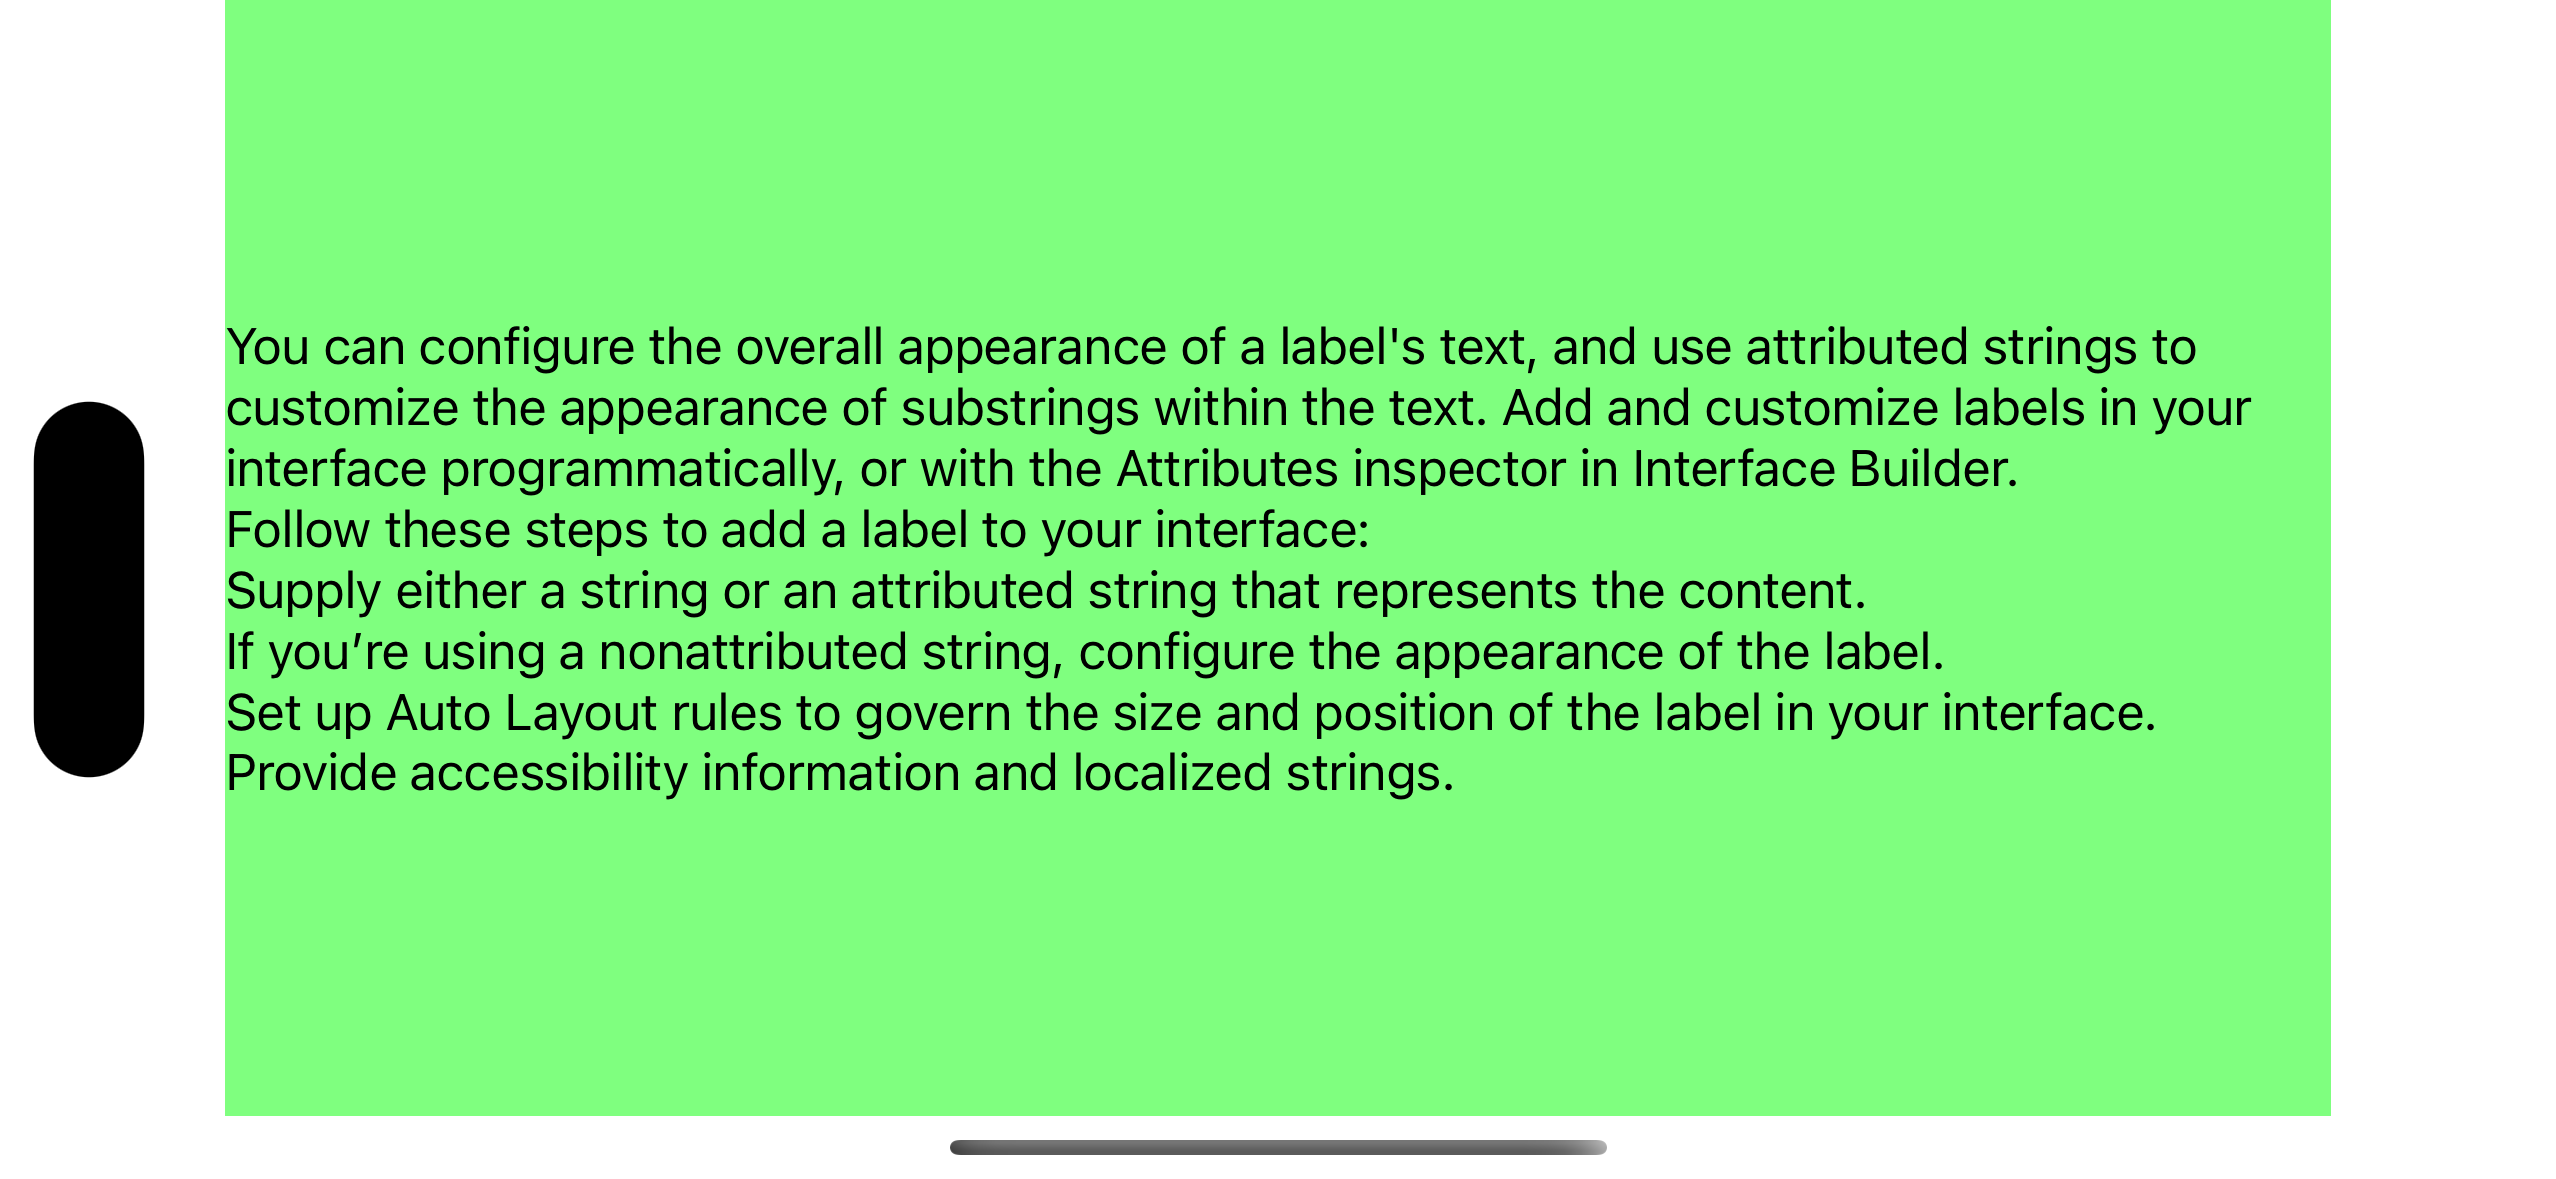 You can configure the overall appearance of a label's text, and use attributed strings to
customize the appearance of substrings within the text. Add and customize labels in your
interface programmatically, or with the Attributes inspector in Interface Builder.
Follow these steps to add a label to your interface:
Supply either a string or an attributed string that represents the content.
If you’re using a nonattributed string, configure the appearance of the label.
Set up Auto Layout rules to govern the size and position of the label in your interface.
Provide accessibility information and localized strings.